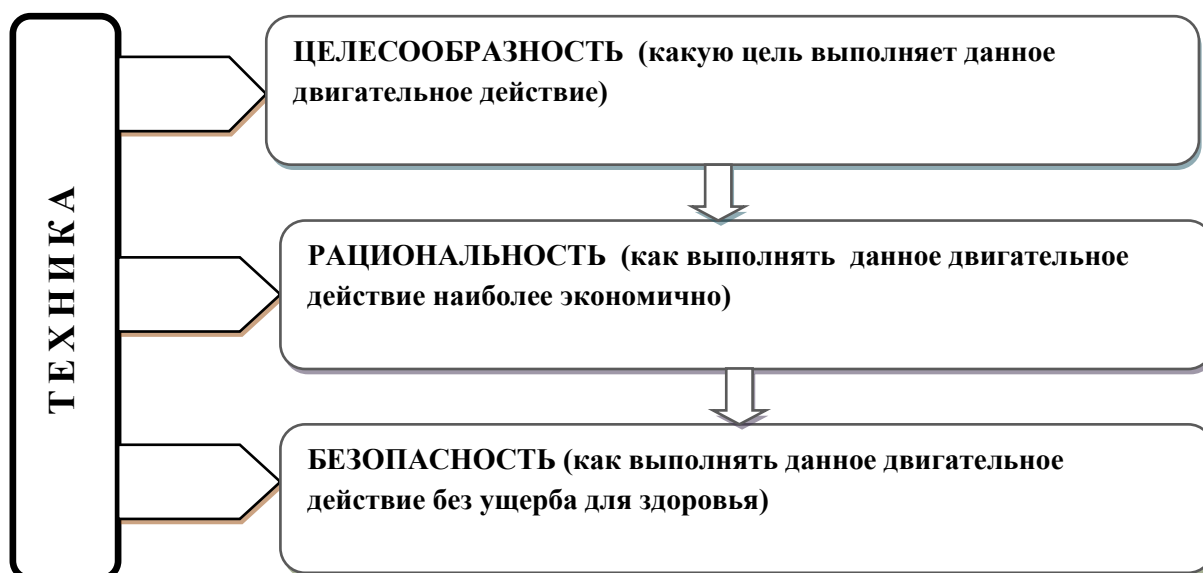 ТЕХНИКА
ЦЕЛЕСООБРАЗНОСТЬ (какую цель выполняет данное
двигательное действие)
РАЦИОНАЛЬНОСТЬ (как выполнять данное двигательное
действие наиболее экономично)
БЕЗОПАСНОСТЬ (как выполнять данное двигательное
действие без ущерба для здоровья)